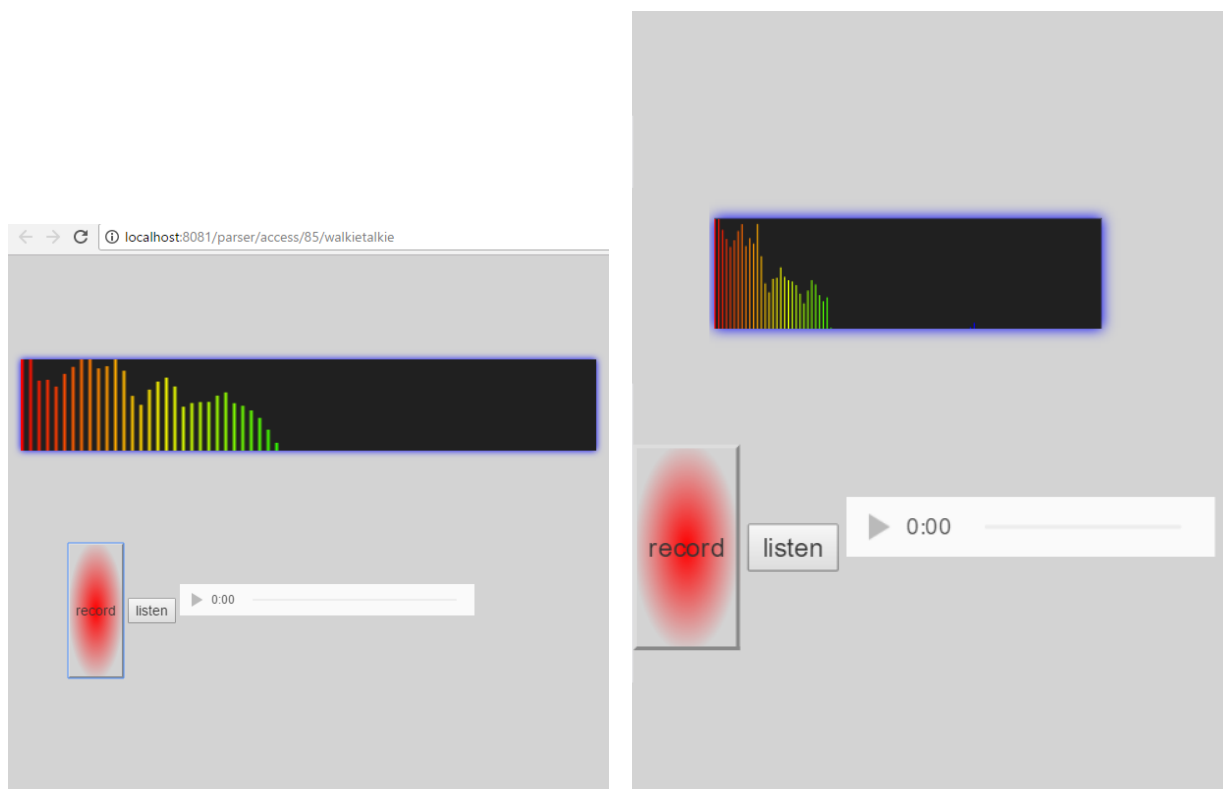 localhost:8081/parser/access/85/walkietalkie
record
listen
0:00
record
listen
0:00